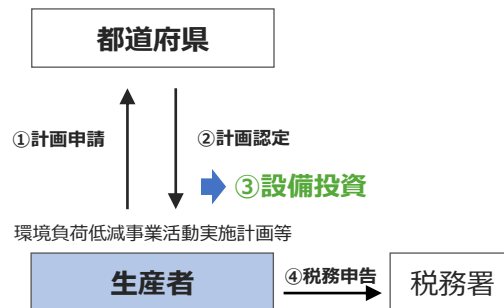 都道府県
①計画申請
②計画認定
③設備投資
環境負荷低減事業活動実施計画等
生産者
④税務申告
税務署